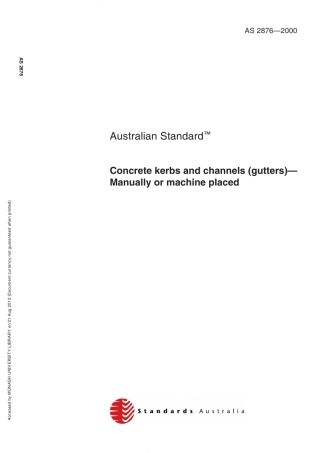 AS 2876—2000
AS 2876
Australian Standard™
Concrete kerbs and channels (gutters)—
Manually or machine placed
Accessed by MONASH UNIVERSITY LIBRARY on 21 Aug 2013 (Document currency not guaranteed when printed)
Standards Australia